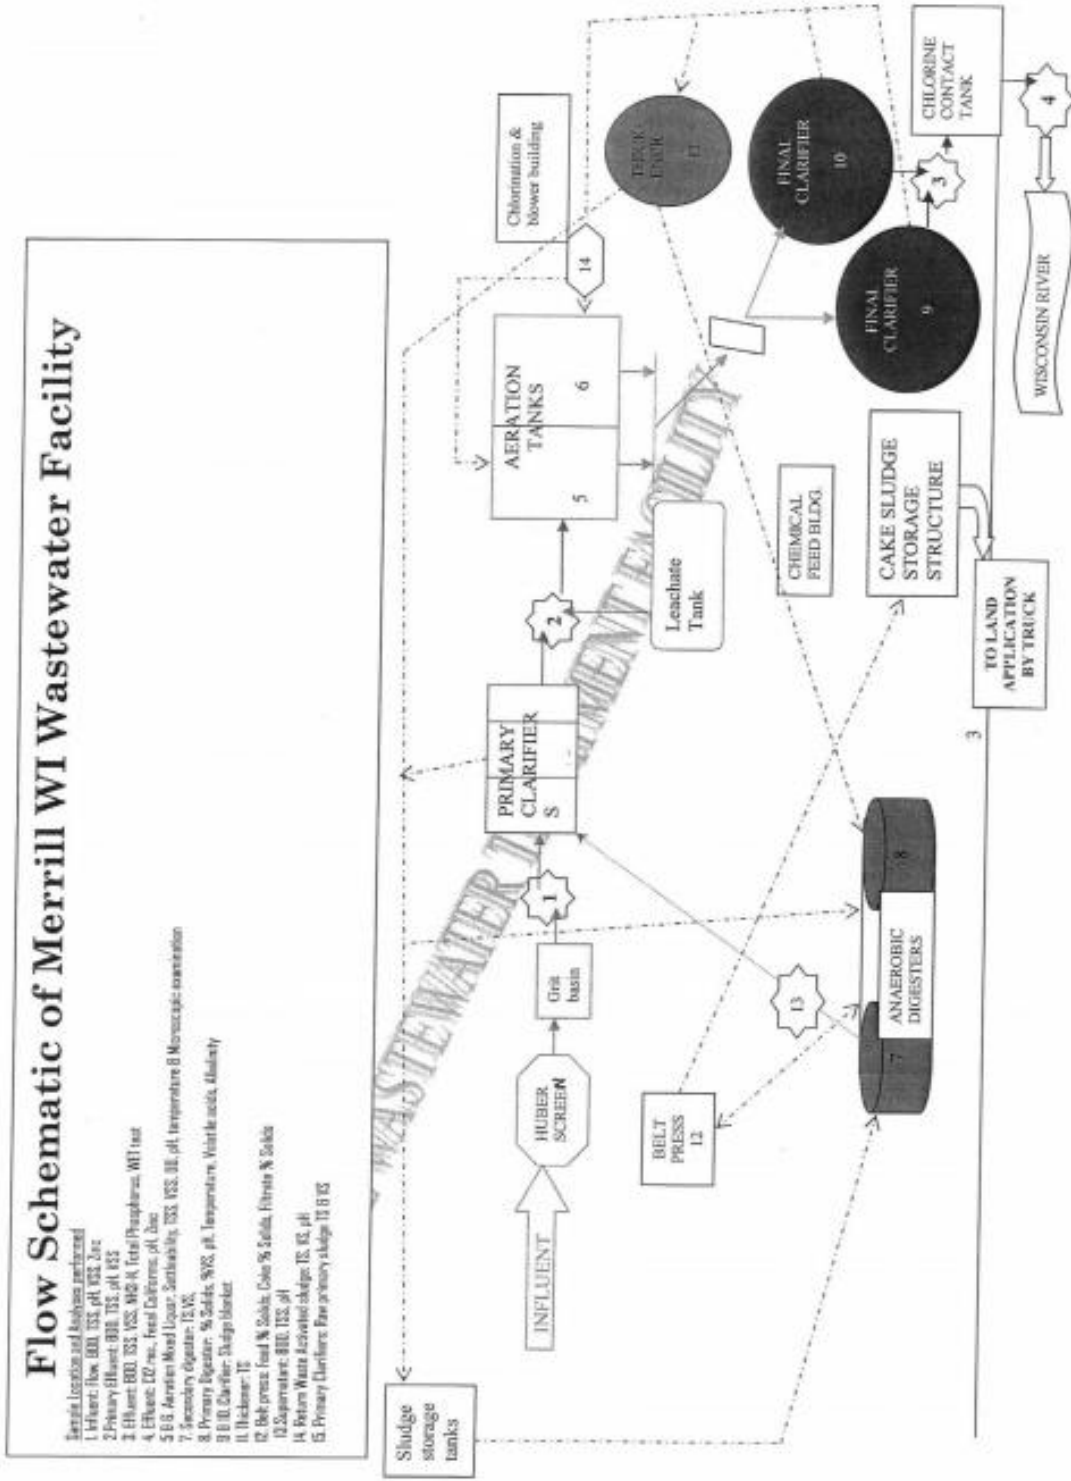 Flow Schematic of Merrill WI Wastewater Facility
Sample Location and Analyses performed
1. Influent: Flow, BOD, TSS, pH, VSS, Zinc
2. Primary Effluent: BOD, TSS, pH, VSS
3. Effluent: BOD, TSS, VSS, NH3-N, Total Phosphorus, WET test
4. Effluent: Cl2 res., Fecal Coliforms, pH, Zinc
5 & 6. Aeration Mixed Liquor, Settleability, TSS, VSS, DO, pH, temperature & Microscopic examination
7. Secondary digester: TS, VS,
8. Primary Digester: % Solids, %VS, pH, Temperature, Volatile acids, Alkalinity
9 & 10. Clarifier: Sludge blanket
11. Thickener: TS
12. Belt press: Feed % Solids, Cake % Solids, Filtrate % Solids
13. Supernatant: BOD, TSS, pH
14. Return Waste Activated sludge: TS, VS, pH
15. Primary Clarifiers: Raw primary sludge TS & VS
Sludge
storage
tanks
INFLUENT
HUBER
SCREEN
Grit
basin
1
PRIMARY
CLARIFIER
S
2
Leachate
Tank
AERATION
TANKS
5
6
14
Chlorination &
blower building
THICK
ENER
11
FINAL
CLARIFIER
10
FINAL
CLARIFIER
9
3
CHLORINE
CONTACT
TANK
4
WISCONSIN RIVER
CHEMICAL
FEED BLDG.
CAKE SLUDGE
STORAGE
STRUCTURE
TO LAND
APPLICATION
BY TRUCK
3
BELT
PRESS
12
13
ANAEROBIC
DIGESTERS
7
8
WASTEWATER